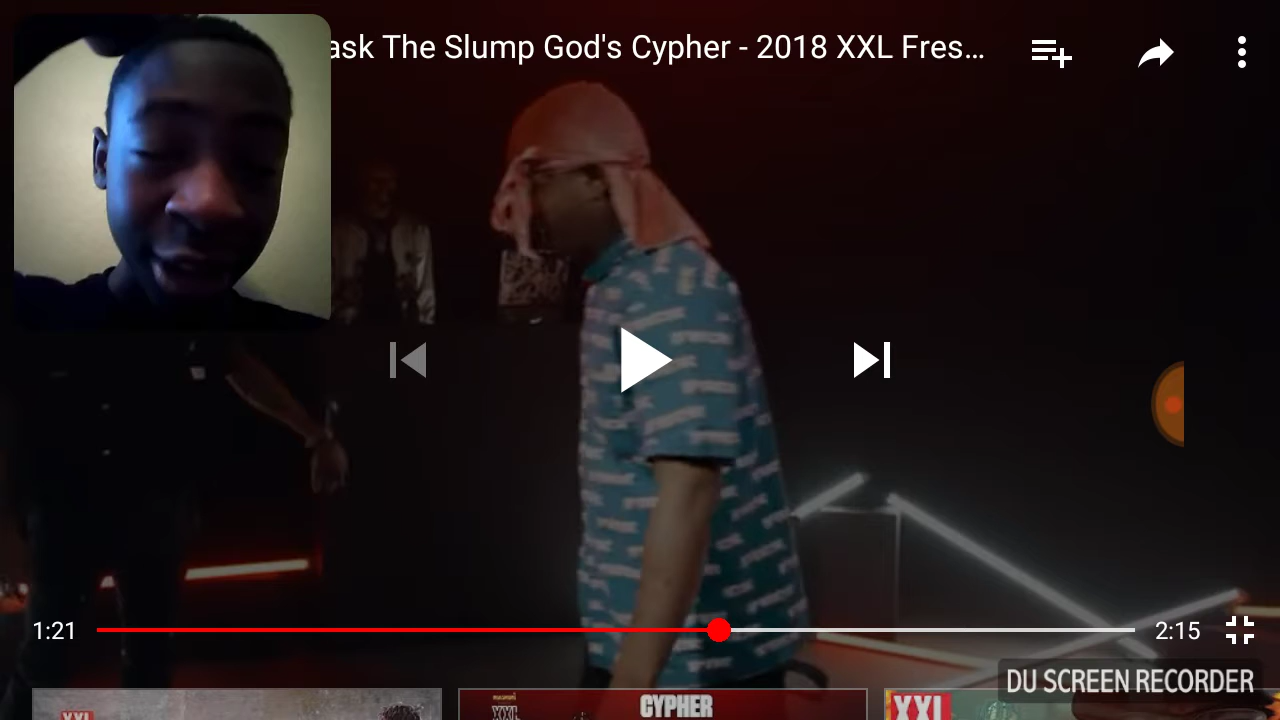 ask The Slump God's Cypher - 2018 XXL Fres...
1:21
2:15
DU SCREEN RECORDER
XXL
XXL
CYPHER
XXL